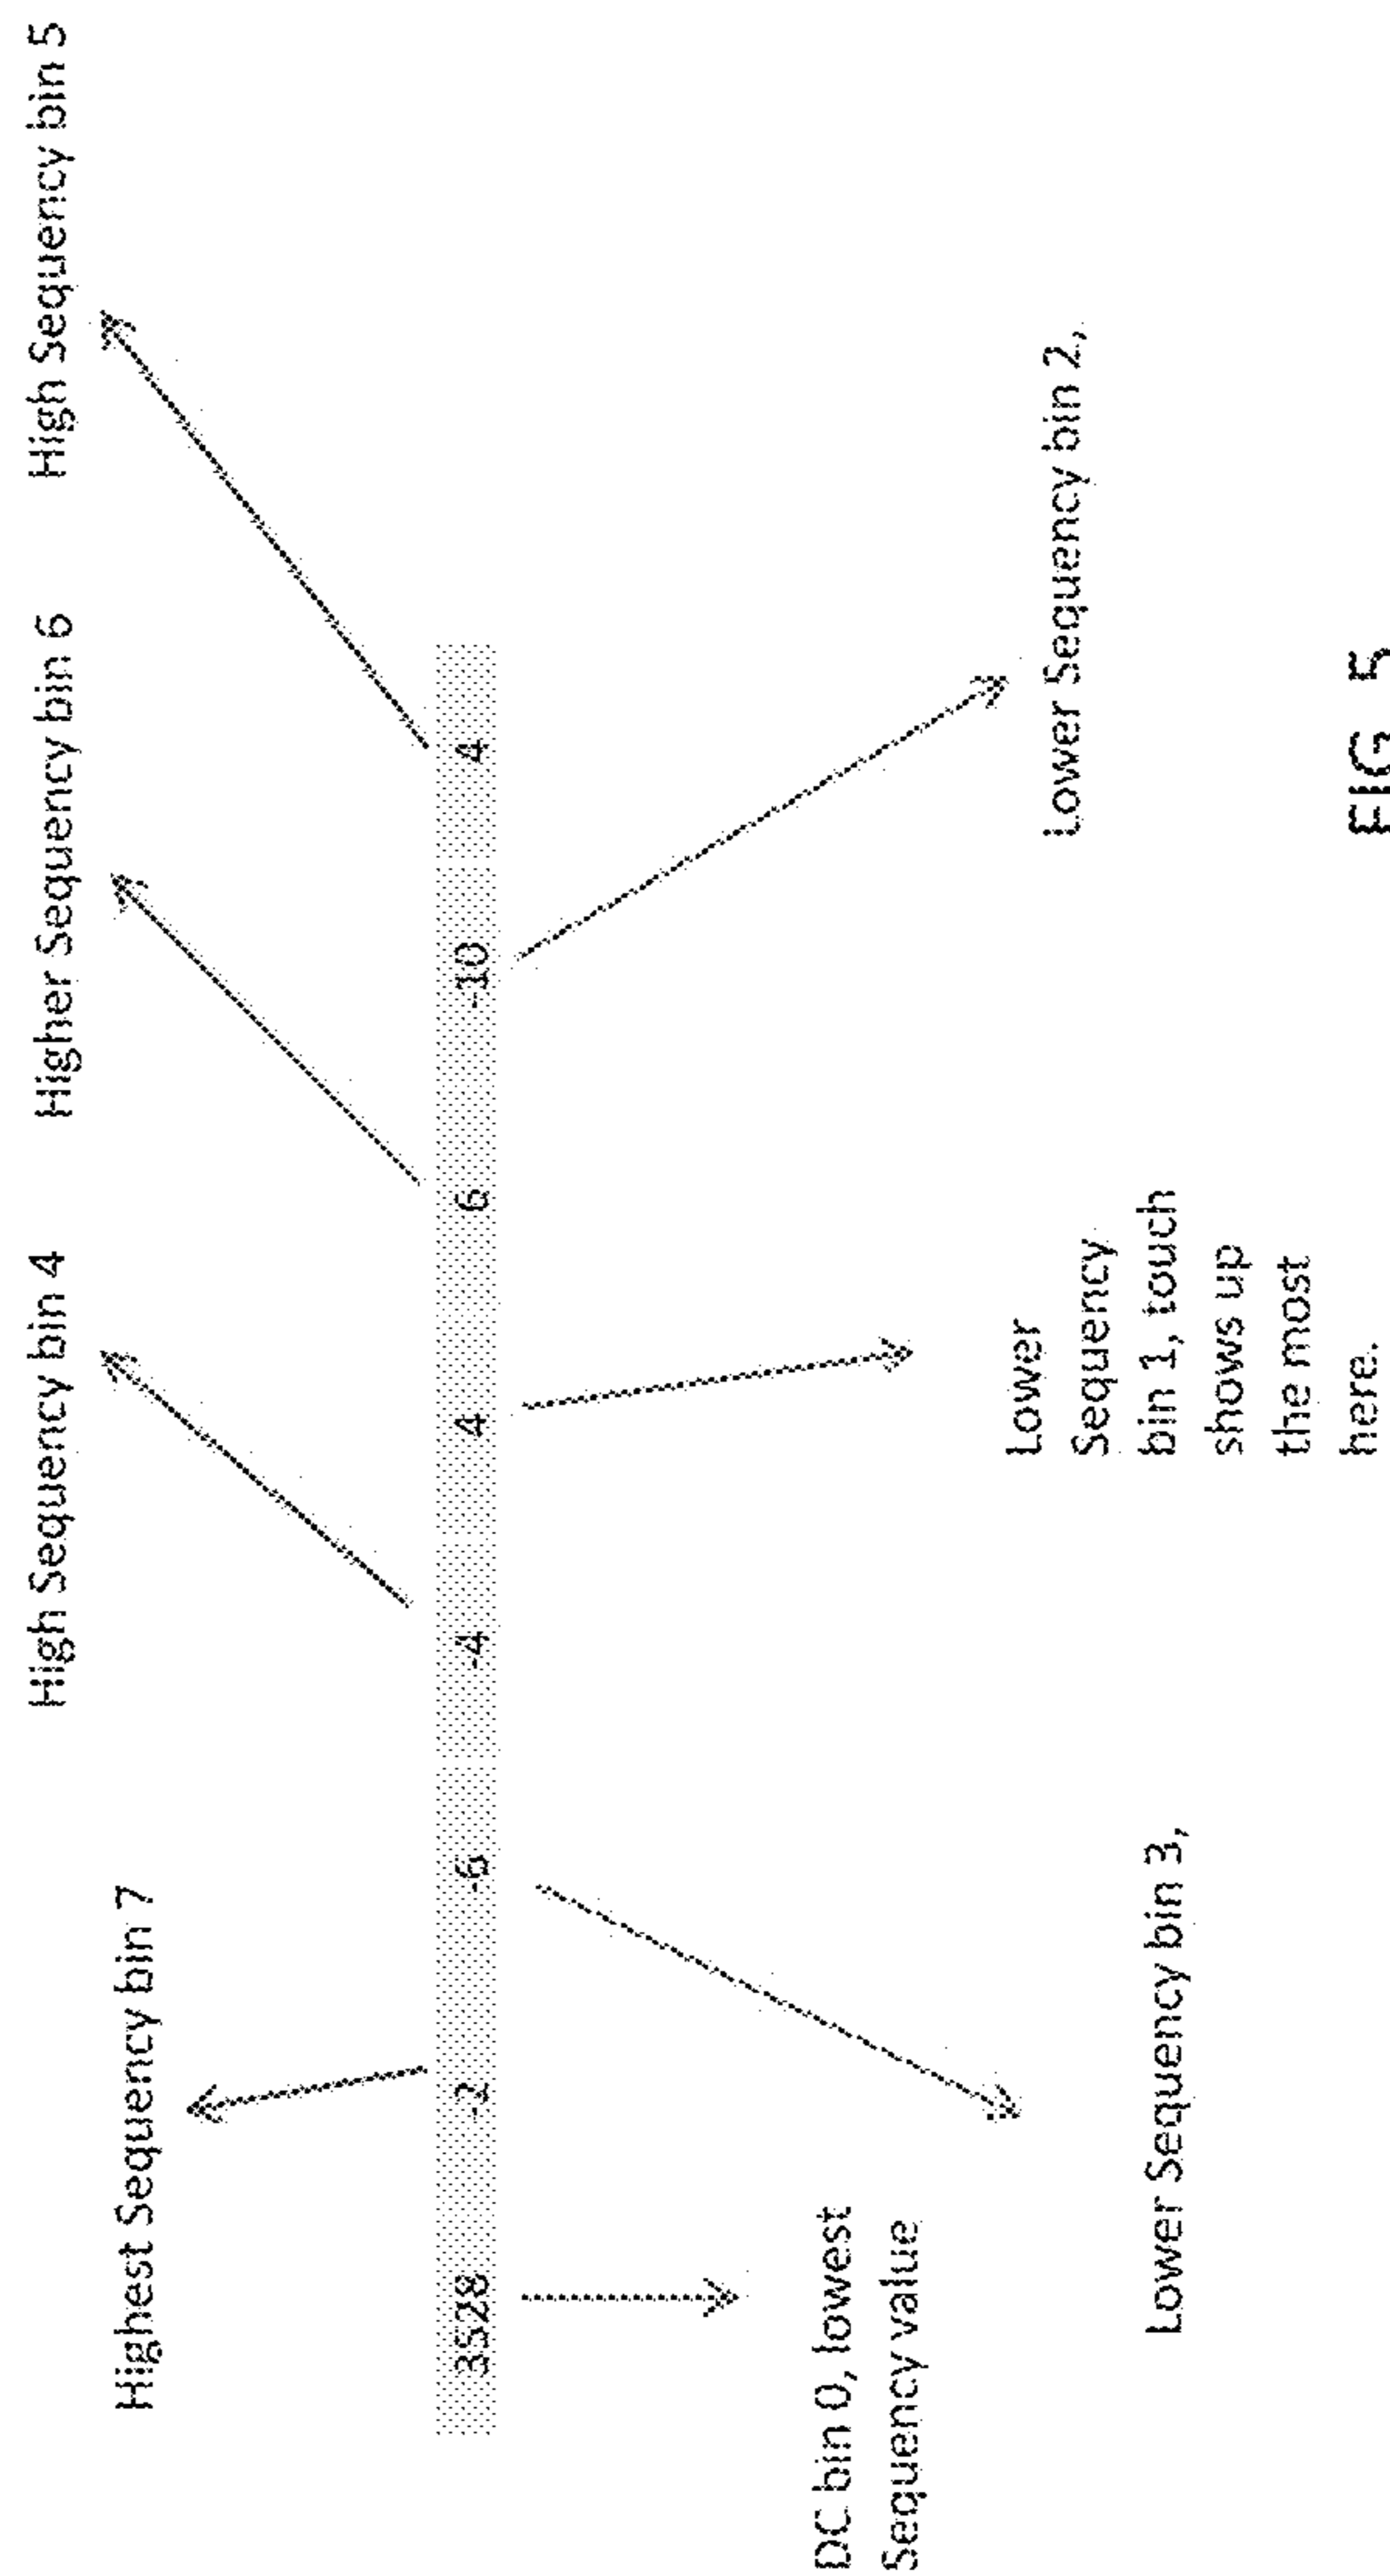 Highest Sequency bin 7
High Sequency bin 4
Higher Sequency bin 6
High Sequency bin 5
3528 -2 -6 -4 4 6 -10 4
DC bin 0, lowest
Sequency value
Lower Sequency bin 3,
Lower
Sequency
bin 1, touch
shows up
the most
here.
Lower Sequency bin 2,
FIG. 5